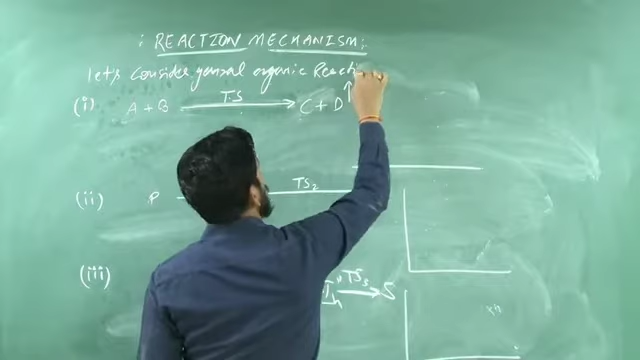 : REACTION MECHANISM:
let's Consider general organic Reacti
(i) A + B TS C + D
(ii) P TS2
(iii) TS3 S